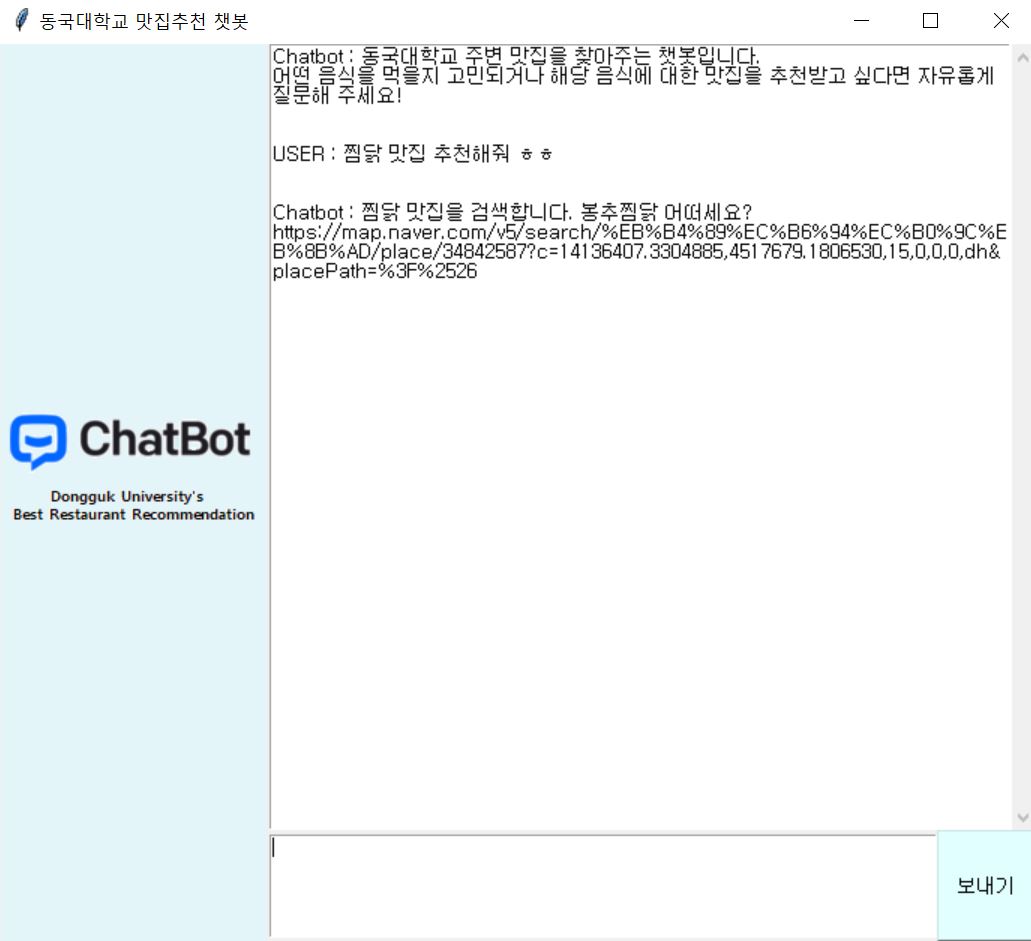 동국대학교 맛집추천 챗봇
Chatbot : 동국대학교 주변 맛집을 찾아주는 챗봇입니다.
어떤 음식을 먹을지 고민되거나 해당 음식에 대한 맛집을 추천받고 싶다면 자유롭게
질문해 주세요!
USER : 찜닭 맛집 추천해줘 ㅎㅎ
Chatbot : 찜닭 맛집을 검색합니다. 봉추찜닭 어떠세요?
https://map.naver.com/v5/search/%EB%B4%89%EC%B6%94%EC%B0%9C%E
B%8B%AD/place/34842587?c=14136407.3304885,4517679.1806530,15,0,0,0,dh&
placePath=%3F%2526
ChatBot
Dongguk University's
Best Restaurant Recommendation
보내기